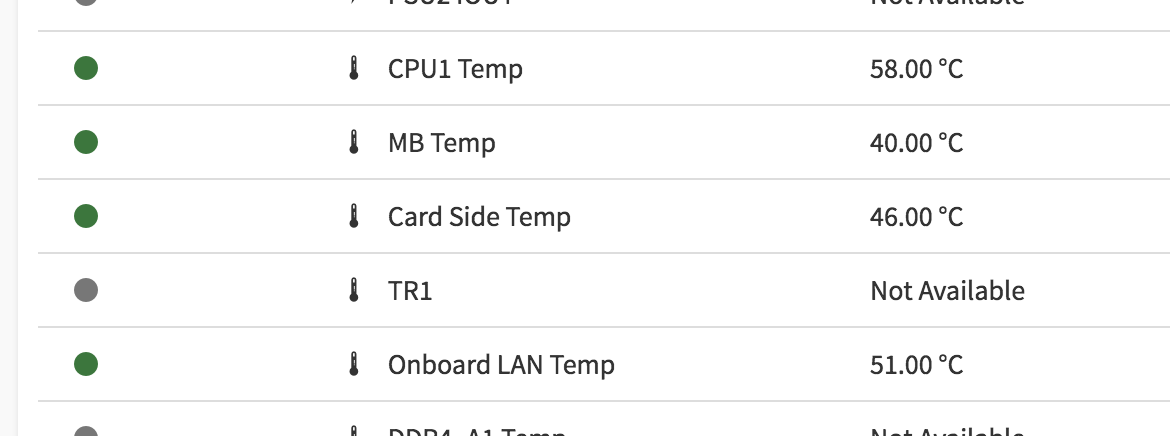 Not Available
CPU1 Temp 58.00 °C
MB Temp 40.00 °C
Card Side Temp 46.00 °C
TR1 Not Available
Onboard LAN Temp 51.00 °C
DDR4_A1 Temp Not Available